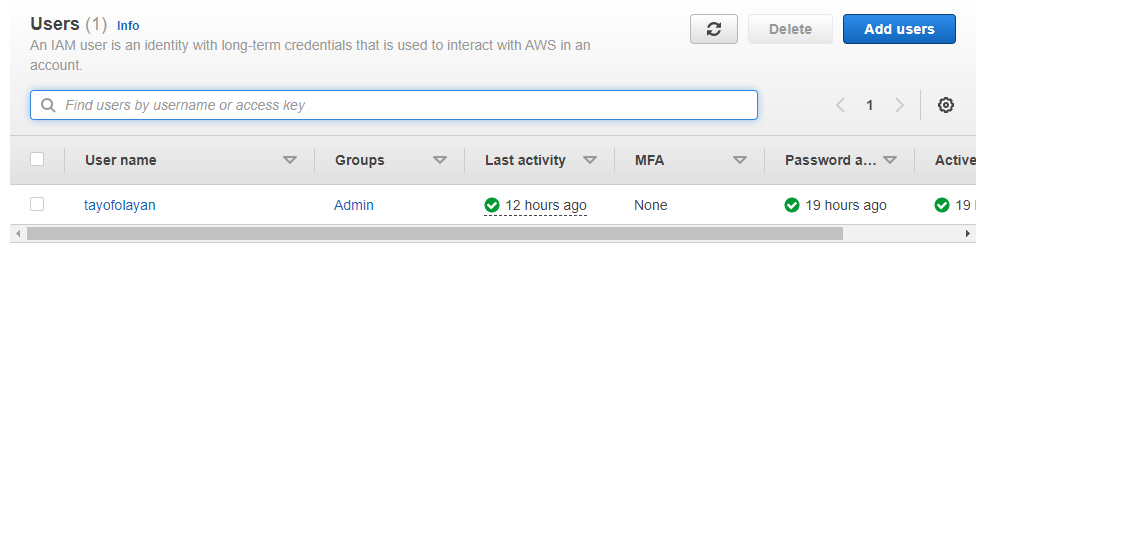 Users (1) Info
An IAM user is an identity with long-term credentials that is used to interact with AWS in an
account.
Delete
Add users
Find users by username or access key
1
User name Groups Last activity MFA Password a... Active
tayofolayan Admin 12 hours ago None 19 hours ago 19